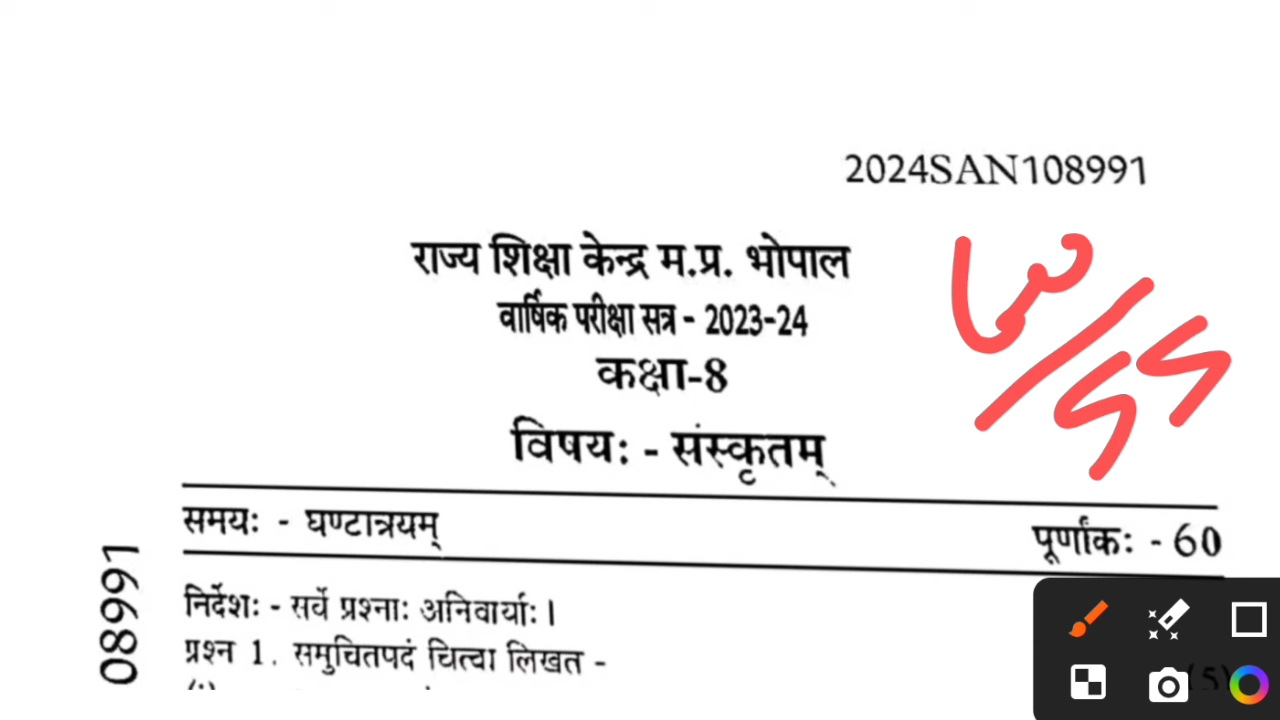 2024SAN108991
राज्य शिक्षा केन्द्र म.प्र. भोपाल
वार्षिक परीक्षा सत्र - 2023-24
कक्षा-8
विषयः - संस्कृतम्
समयः - घण्टात्रयम्
पूर्णांकः - 60
08991
निर्देशः - सर्वे प्रश्नाः अनिवार्याः।
प्रश्न 1. समुचितपदं चित्वा लिखत -
(5)